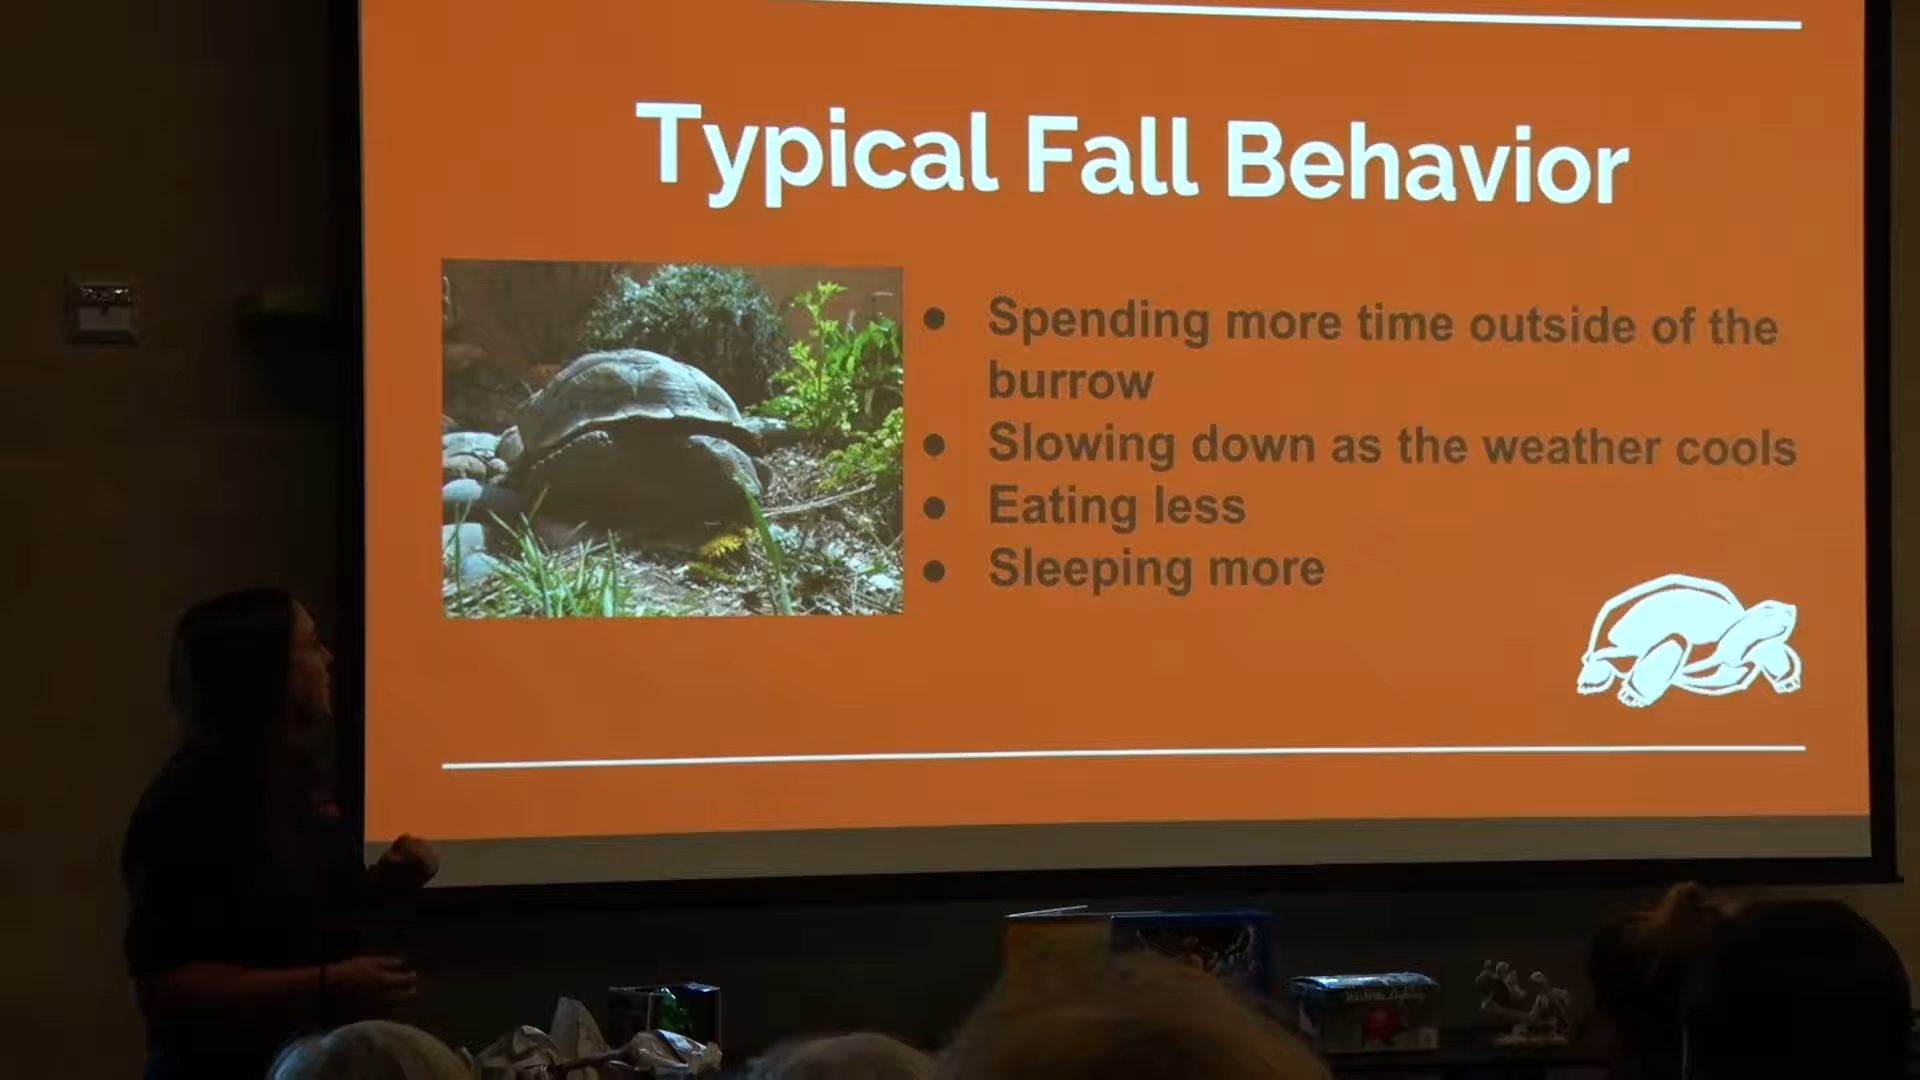 Typical Fall Behavior
● Spending more time outside of the
burrow
● Slowing down as the weather cools
● Eating less
● Sleeping more